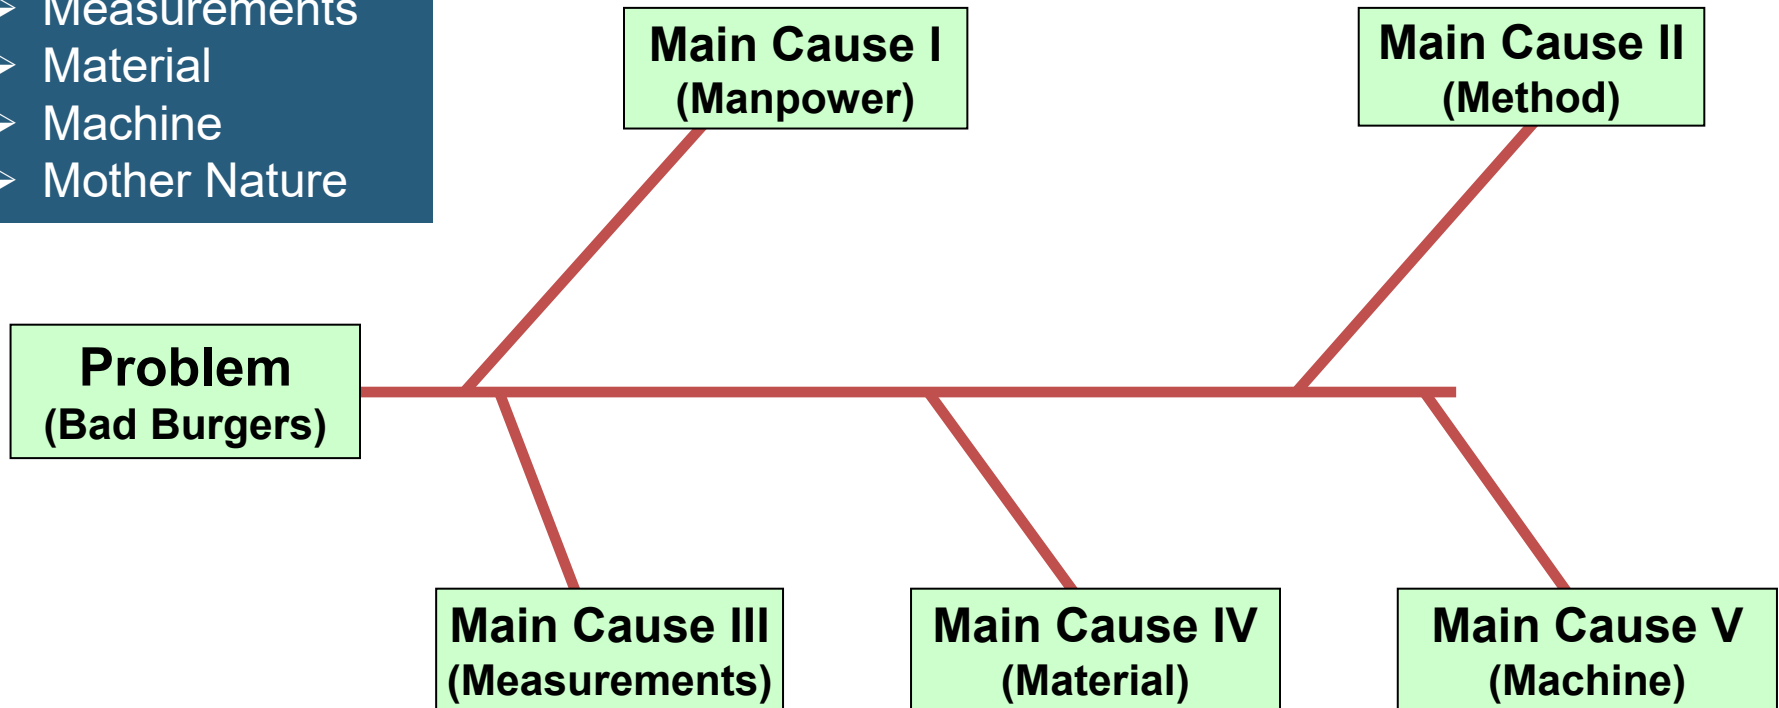 Measurements
Material
Machine
Mother Nature
Main Cause I
(Manpower)
Main Cause II
(Method)
Problem
(Bad Burgers)
Main Cause III
(Measurements)
Main Cause IV
(Material)
Main Cause V
(Machine)